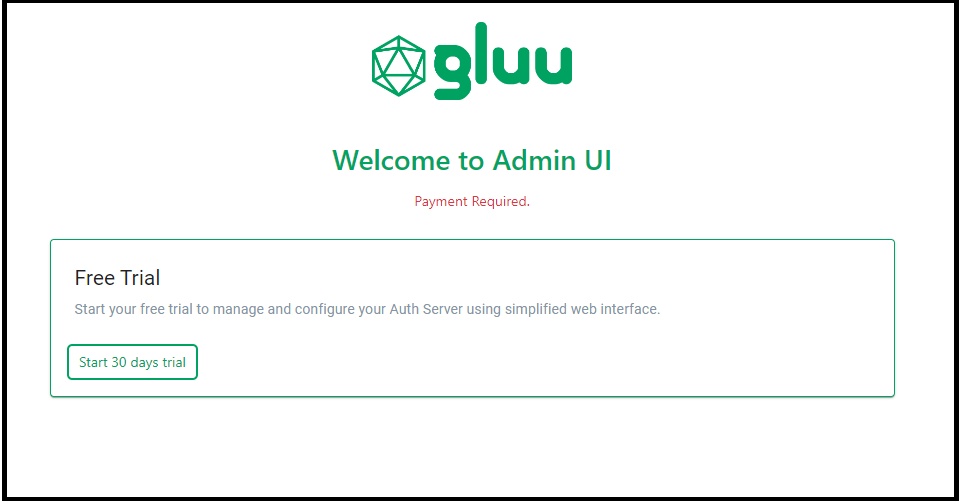 gluu
Welcome to Admin UI
Payment Required.
Free Trial
Start your free trial to manage and configure your Auth Server using simplified web interface.
Start 30 days trial